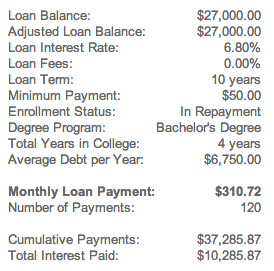 Loan Balance: $27,000.00
Adjusted Loan Balance: $27,000.00
Loan Interest Rate: 6.80%
Loan Fees: 0.00%
Loan Term: 10 years
Minimum Payment: $50.00
Enrollment Status: In Repayment
Degree Program: Bachelor's Degree
Total Years in College: 4 years
Average Debt per Year: $6,750.00
Monthly Loan Payment: $310.72
Number of Payments: 120
Cumulative Payments: $37,285.87
Total Interest Paid: $10,285.87